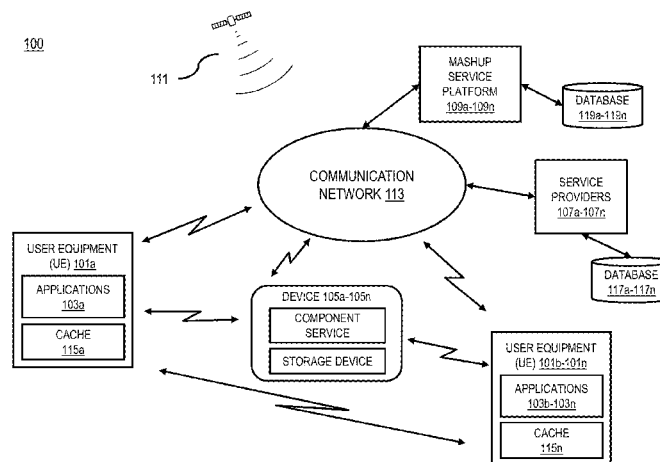 100
111
MASHUP
SERVICE
PLATFORM
109a-109n
DATABASE
119a-119n
COMMUNICATION
NETWORK 113
SERVICE
PROVIDERS
107a-107n
DATABASE
117a-117n
USER EQUIPMENT
(UE) 101a
APPLICATIONS
103a
CACHE
115a
DEVICE 105a-105n
COMPONENT
SERVICE
STORAGE DEVICE
USER EQUIPMENT
(UE) 101b-101n
APPLICATIONS
103b-103n
CACHE
115n